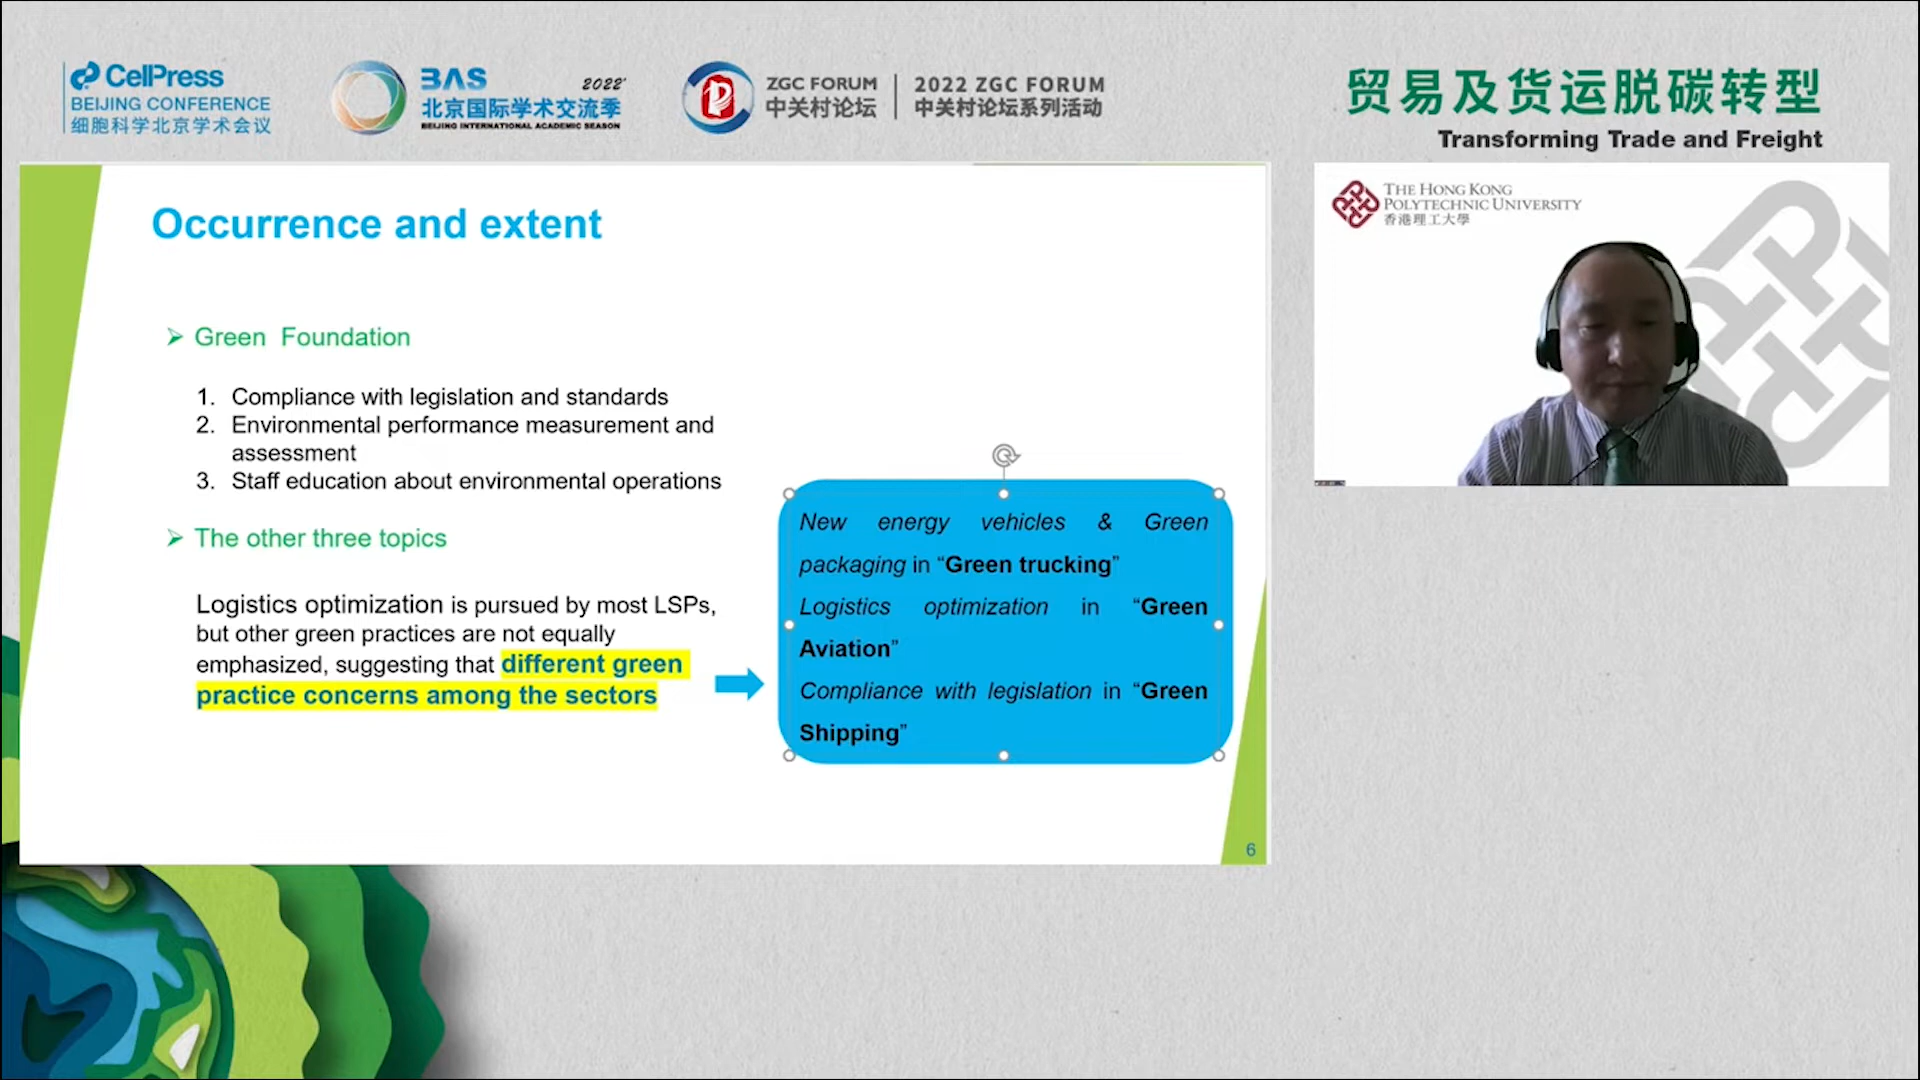 CellPress
BEIJING CONFERENCE
细胞科学北京学术会议
BAS 2022'
北京国际学术交流季
BEIJING INTERNATIONAL ACADEMIC SEASON
ZGC FORUM
中关村论坛
2022 ZGC FORUM
中关村论坛系列活动
贸易及货运脱碳转型
Transforming Trade and Freight
THE HONG KONG
POLYTECHNIC UNIVERSITY
香港理工大學
Occurrence and extent
Green Foundation
1. Compliance with legislation and standards
2. Environmental performance measurement and
assessment
3. Staff education about environmental operations
The other three topics
Logistics optimization is pursued by most LSPs,
but other green practices are not equally
emphasized, suggesting that different green
practice concerns among the sectors
New energy vehicles & Green
packaging in “Green trucking”
Logistics optimization in “Green
Aviation”
Compliance with legislation in “Green
Shipping”
6